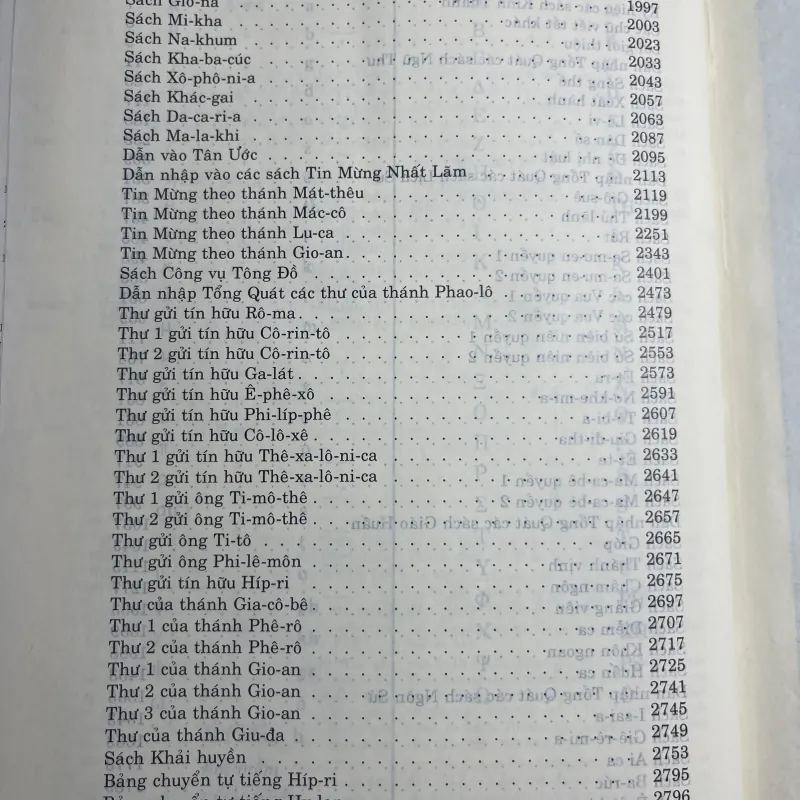 Sách Gio-na 1997
Sách Mi-kha 2003
Sách Na-khum 2023
Sách Kha-ba-cúc 2033
Sách Xô-phô-ni-a 2043
Sách Khác-gai 2057
Sách Da-ca-ri-a 2063
Sách Ma-la-khi 2087
Dẫn vào Tân Ước 2095
Dẫn nhập vào các sách Tin Mừng Nhất Lãm 2113
Tin Mừng theo thánh Mát-thêu 2119
Tin Mừng theo thánh Mác-cô 2199
Tin Mừng theo thánh Lu-ca 2251
Tin Mừng theo thánh Gio-an 2343
Sách Công vụ Tông Đồ 2401
Dẫn nhập Tổng Quát các thư của thánh Phao-lô 2473
Thư gửi tín hữu Rô-ma 2479
Thư 1 gửi tín hữu Cô-rin-tô 2517
Thư 2 gửi tín hữu Cô-rin-tô 2553
Thư gửi tín hữu Ga-lát 2573
Thư gửi tín hữu Ê-phê-xô 2591
Thư gửi tín hữu Phi-líp-phê 2607
Thư gửi tín hữu Cô-lô-xê 2619
Thư 1 gửi tín hữu Thê-xa-lô-ni-ca 2633
Thư 2 gửi tín hữu Thê-xa-lô-ni-ca 2641
Thư 1 gửi ông Ti-mô-thê 2647
Thư 2 gửi ông Ti-mô-thê 2657
Thư gửi ông Ti-tô 2665
Thư gửi ông Phi-lê-môn 2671
Thư gửi tín hữu Híp-ri 2675
Thư của thánh Gia-cô-bê 2697
Thư 1 của thánh Phê-rô 2707
Thư 2 của thánh Phê-rô 2717
Thư 1 của thánh Gio-an 2725
Thư 2 của thánh Gio-an 2741
Thư 3 của thánh Gio-an 2745
Thư của thánh Giu-đa 2749
Sách Khải huyền 2753
Bảng chuyển tự tiếng Híp-ri 2795
2796